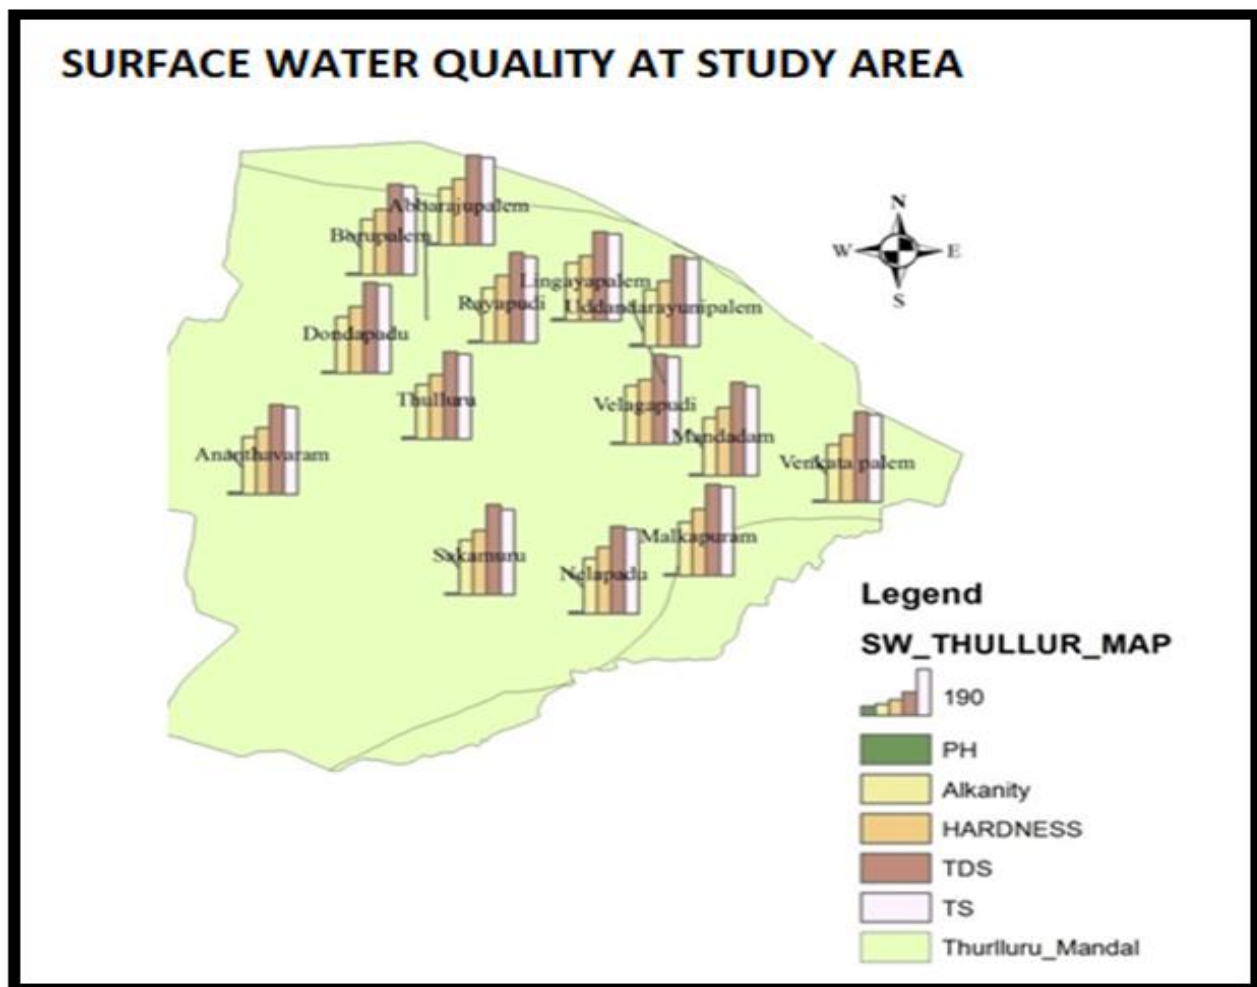 SURFACE WATER QUALITY AT STUDY AREA
N
W
E
S
Abbarajupalem
Borupalem
Lingayapalem
Rayapudi
Uddandarayunipalem
Dondapadu
Thulluru
Velagapudi
Mandadam
Ananthavaram
Venkata palem
Malkapuram
Sakamuru
Nelapadu
Legend
SW_THULLUR_MAP
190
PH
Alkanity
HARDNESS
TDS
TS
Thurlluru_Mandal